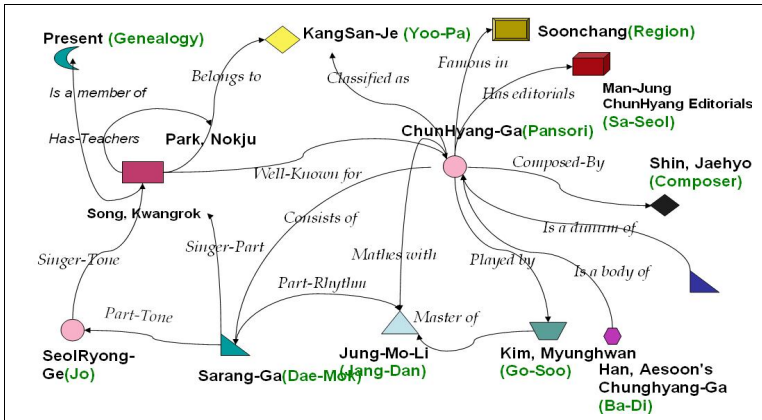 Present (Genealogy)
KangSan-Je (Yoo-Pa)
Soonchang(Region)
Belongs to
Classified as
Famous in
Is a member of
Has editorials
Man-Jung
ChunHyang Editorials
(Sa-Seol)
Has-Teachers
Park, Nokju
ChunHyang-Ga(Pansori)
Well-Known for
Composed-By
Shin, Jaehyo
(Composer)
Song, Kwangrok
Consists of
Singer-Part
Singer-Tone
Mathes with
Played by
Is a body of
Part-Rhythm
Part-Tone
Master of
SeolRyong-
Ge(Jo)
Sarang-Ga(Dae-Mok)
Jung-Mo-Li
(Jang-Dan)
Kim, Myunghwan
(Go-Soo)
Han, Aesoon's
Chunghyang-Ga
(Ba-Di)
Is a of